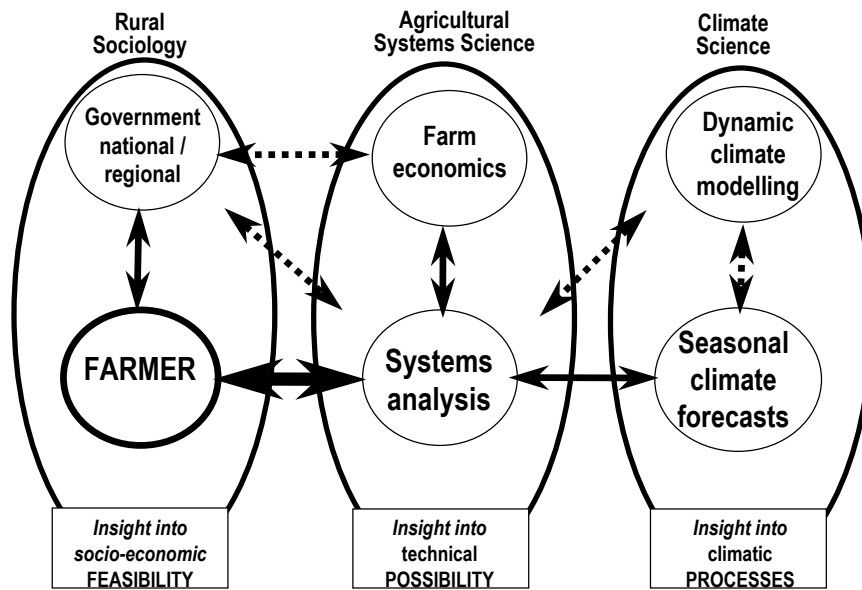 Rural
Sociology
Agricultural
Systems Science
Climate
Science
Government
national /
regional
Farm
economics
Dynamic
climate
modelling
FARMER
Systems
analysis
Seasonal
climate
forecasts
Insight into
socio-economic
FEASIBILITY
Insight into
technical
POSSIBILITY
Insight into
climatic
PROCESSES